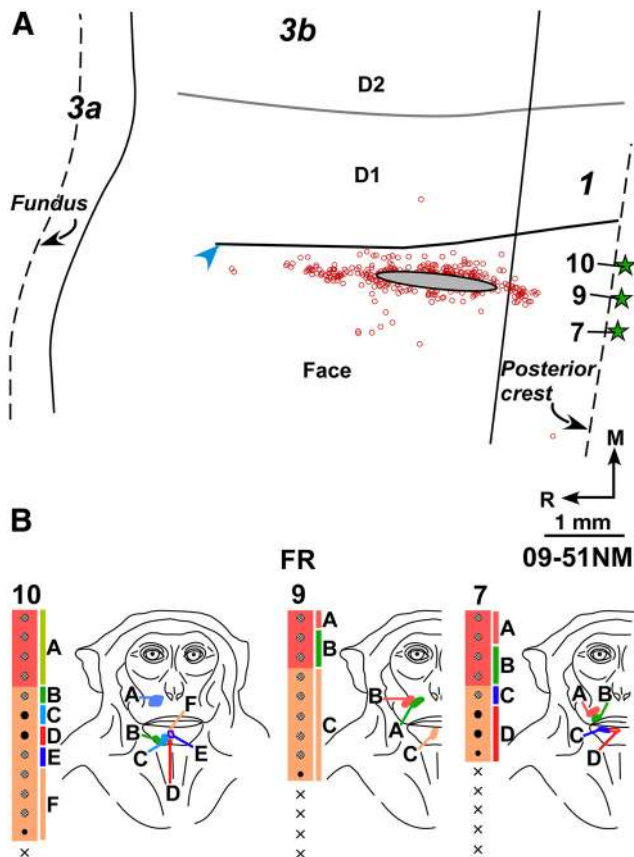 A
3b
D2
3a
D1
1
Fundus
10
9
7
Face
Posterior
crest
M
R
1 mm
B
FR
09-51NM
10
9
7
A
B
C
D
E
F
A
B
C
D
E
F
A
B
C
B
A
C
A
B
C
D
A
B
C
D